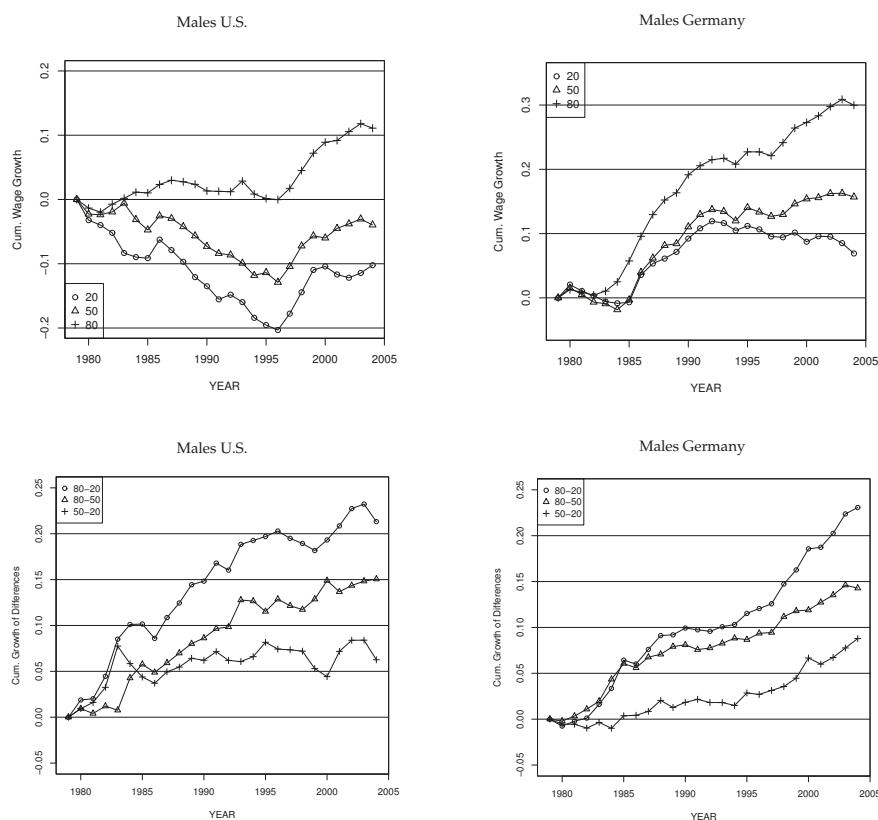 Males U.S.
Cum. Wage Growth
0.2
0.1
0.0
−0.1
−0.2
20
50
80
1980 1985 1990 1995 2000 2005
YEAR
Males Germany
Cum. Wage Growth
0.3
0.2
0.1
0.0
20
50
80
1980 1985 1990 1995 2000 2005
YEAR
Males U.S.
Cum. Growth of Differences
0.25
0.20
0.15
0.10
0.05
0.00
−0.05
80−20
80−50
50−20
1980 1985 1990 1995 2000 2005
YEAR
Males Germany
Cum. Growth of Differences
0.25
0.20
0.15
0.10
0.05
0.00
−0.05
80−20
80−50
50−20
1980 1985 1990 1995 2000 2005
YEAR